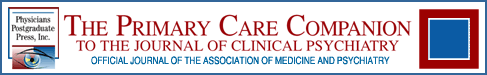 Physicians
Postgraduate
Press, Inc.
THE PRIMARY CARE COMPANION
TO THE JOURNAL OF CLINICAL PSYCHIATRY
OFFICIAL JOURNAL OF THE ASSOCIATION OF MEDICINE AND PSYCHIATRY